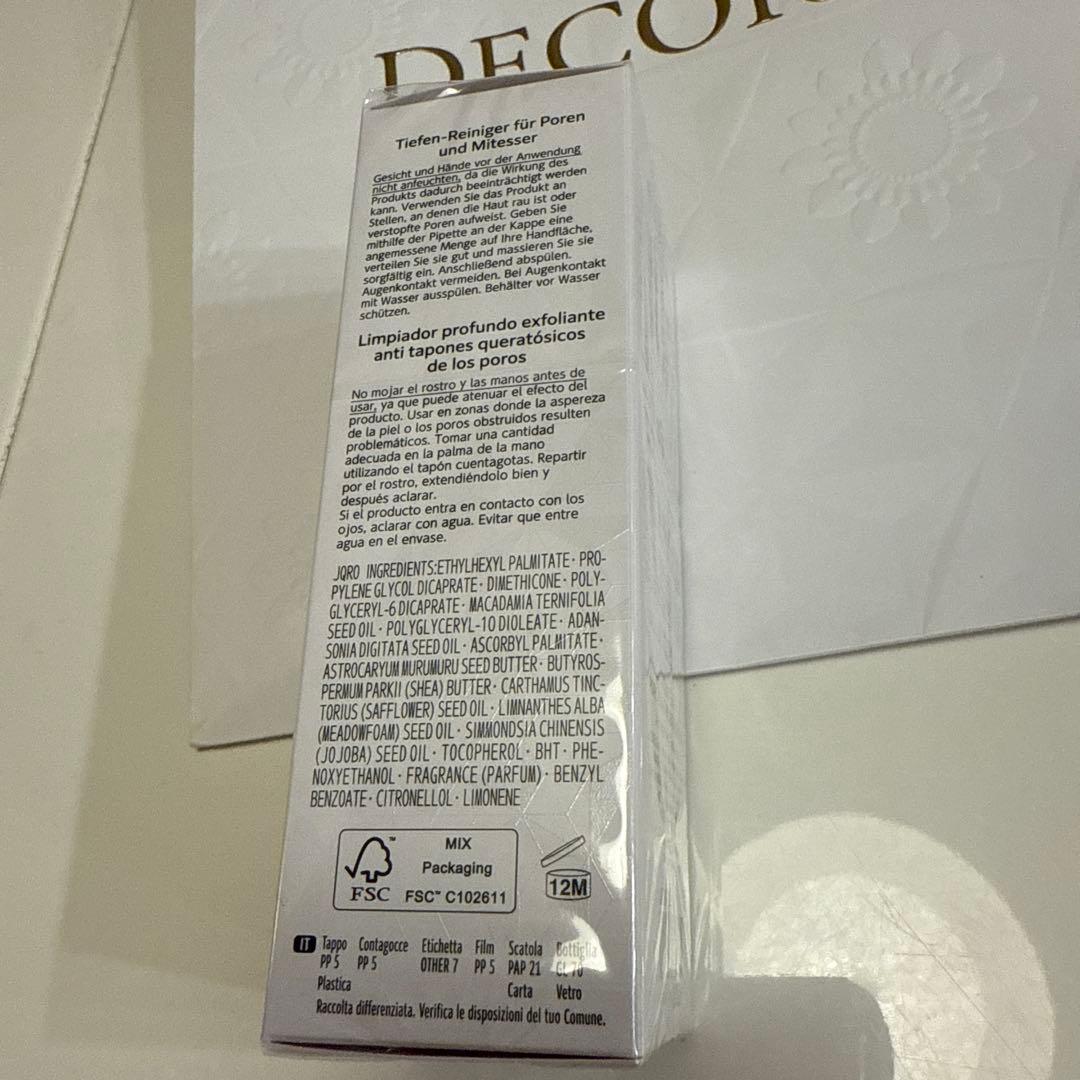 DECOR
Tiefen-Reiniger für Poren
und Mitesser
Gesicht und Hände vor der Anwendung
nicht anfeuchten, da die Wirkung des
Produkts dadurch beeinträchtigt werden
kann. Verwenden Sie das Produkt an
Stellen, an denen die Haut rau ist oder
verstopfte Poren aufweist. Geben Sie
mithilfe der Pipette an der Kappe eine
angemessene Menge auf Ihre Handfläche,
verteilen Sie sie gut und massieren Sie sie
sorgfältig ein. Anschließend abspülen.
Augenkontakt vermeiden. Bei Augenkontakt
mit Wasser ausspülen. Behälter vor Wasser
schützen.
Limpiador profundo exfoliante
anti tapones queratósicos
de los poros
No mojar el rostro y las manos antes de
usar, ya que puede atenuar el efecto del
producto. Usar en zonas donde la aspereza
de la piel o los poros obstruidos resulten
problemáticos. Tomar una cantidad
adecuada en la palma de la mano
utilizando el tapón cuentagotas. Repartir
por el rostro, extendiéndolo bien y
después aclarar.
Si el producto entra en contacto con los
ojos, aclarar con agua. Evitar que entre
agua en el envase.
JQRO INGREDIENTS:ETHYLHEXYL PALMITATE· PRO-
PYLENE GLYCOL DICAPRATE· DIMETHICONE· POLY-
GLYCERYL-6 DICAPRATE· MACADAMIA TERNIFOLIA
SEED OIL· POLYGLYCERYL-10 DIOLEATE· ADAN-
SONIA DIGITATA SEED OIL· ASCORBYL PALMITATE·
ASTROCARYUM MURUMURU SEED BUTTER· BUTYROS-
PERMUM PARKII (SHEA) BUTTER· CARTHAMUS TINC-
TORIUS (SAFFLOWER) SEED OIL· LIMNANTHES ALBA
(MEADOWFOAM) SEED OIL· SIMMONDSIA CHINENSIS
(JOJOBA) SEED OIL· TOCOPHEROL· BHT· PHE-
NOXYETHANOL· FRAGRANCE (PARFUM)· BENZYL
BENZOATE· CITRONELLOL· LIMONENE
FSC™
MIX
Packaging
FSC™ C102611
12M
IT Tappo Contagocce Etichetta Film Scatola Bottiglia
PP 5 PP 5 OTHER 7 PP 5 PAP 21 GL 70
Plastica Carta Vetro
Raccolta differenziata. Verifica le disposizioni del tuo Comune.